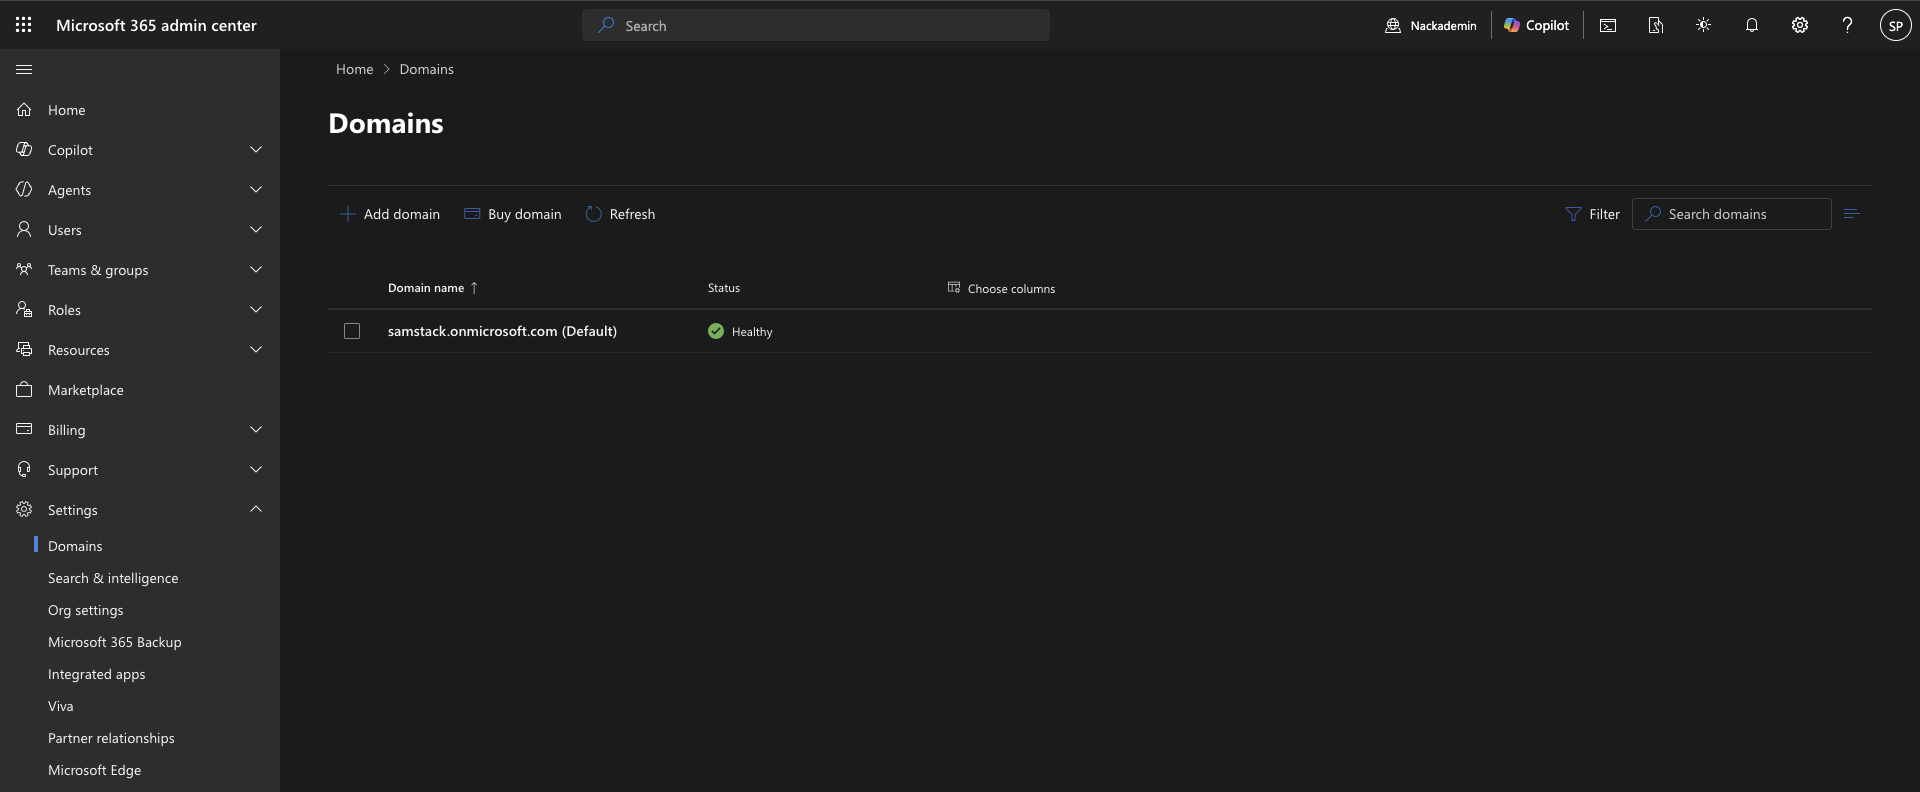 Microsoft 365 admin center
Search
Nackademin
Copilot
SP
Home
Copilot
Agents
Users
Teams & groups
Roles
Resources
Marketplace
Billing
Support
Settings
Domains
Search & intelligence
Org settings
Microsoft 365 Backup
Integrated apps
Viva
Partner relationships
Microsoft Edge
Home > Domains
Domains
Add domain Buy domain Refresh Filter Search domains
Domain name ↑ Status Choose columns
samstack.onmicrosoft.com (Default) Healthy